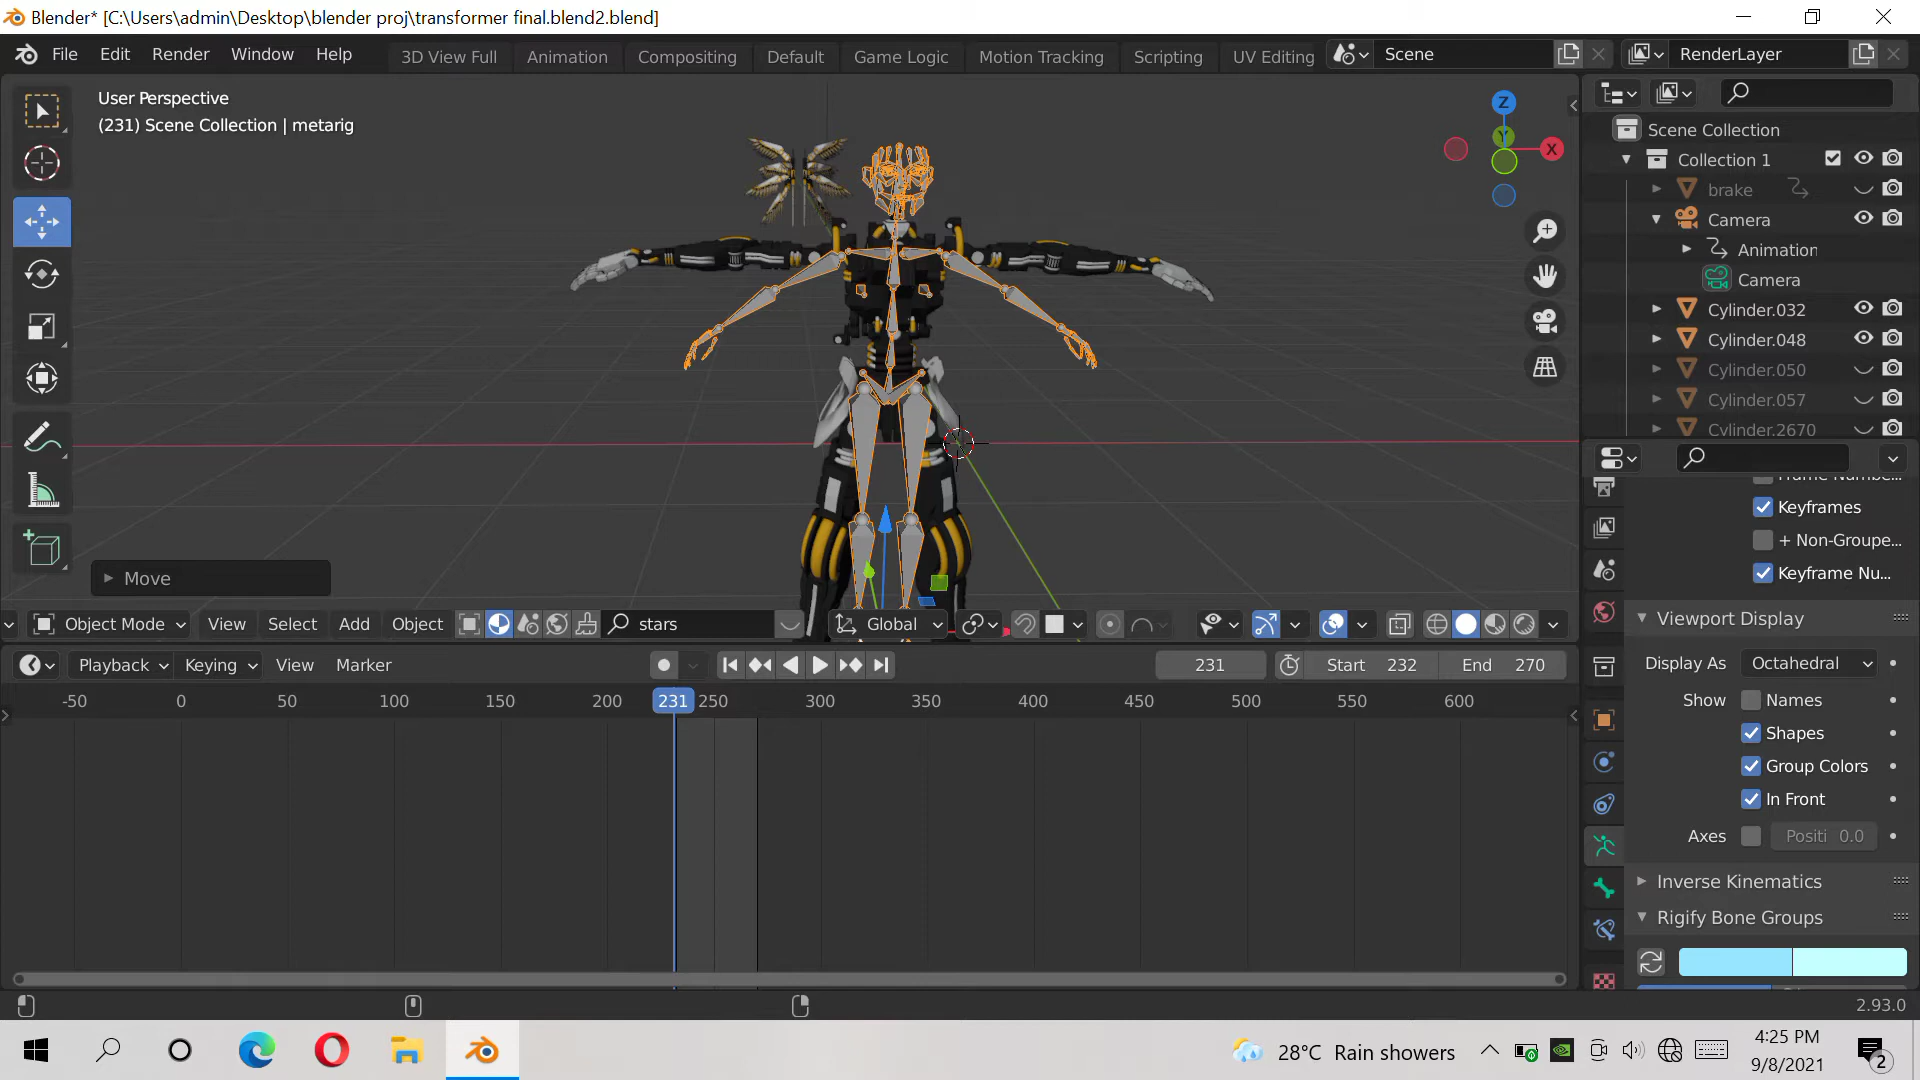 Blender* [C:\Users\admin\Desktop\blender proj\transformer final.blend2.blend]
File Edit Render Window Help 3D View Full Animation Compositing Default Game Logic Motion Tracking Scripting UV Editing Scene RenderLayer
User Perspective
(231) Scene Collection | metarig
Z
Y
X
Scene Collection
Collection 1
brake
Camera
Animation
Camera
Cylinder.032
Cylinder.048
Cylinder.050
Cylinder.057
Cylinder.2670
Keyframes
+ Non-Groupe...
Keyframe Nu...
Move
Object Mode View Select Add Object stars Global
Viewport Display
Display As Octahedral
Show Names
Shapes
Group Colors
In Front
Axes Positi 0.0
Inverse Kinematics
Rigify Bone Groups
Playback Keying View Marker 231 Start 232 End 270
-50 0 50 100 150 200 231 250 300 350 400 450 500 550 600
2.93.0
28°C Rain showers
4:25 PM
9/8/2021
2